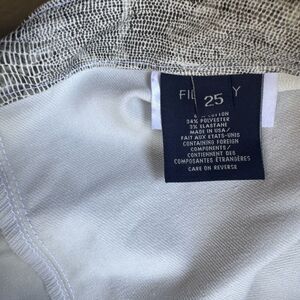 25
34% POLYESTER
3% ELASTANE
MADE IN USA/
FAIT AUX ETATS-UNIS
CONTAINING FOREIGN
COMPONENTS/
CONTIENNENT DES
COMPOSANTES ÉTRANGÈRES
CARE ON REVERSE